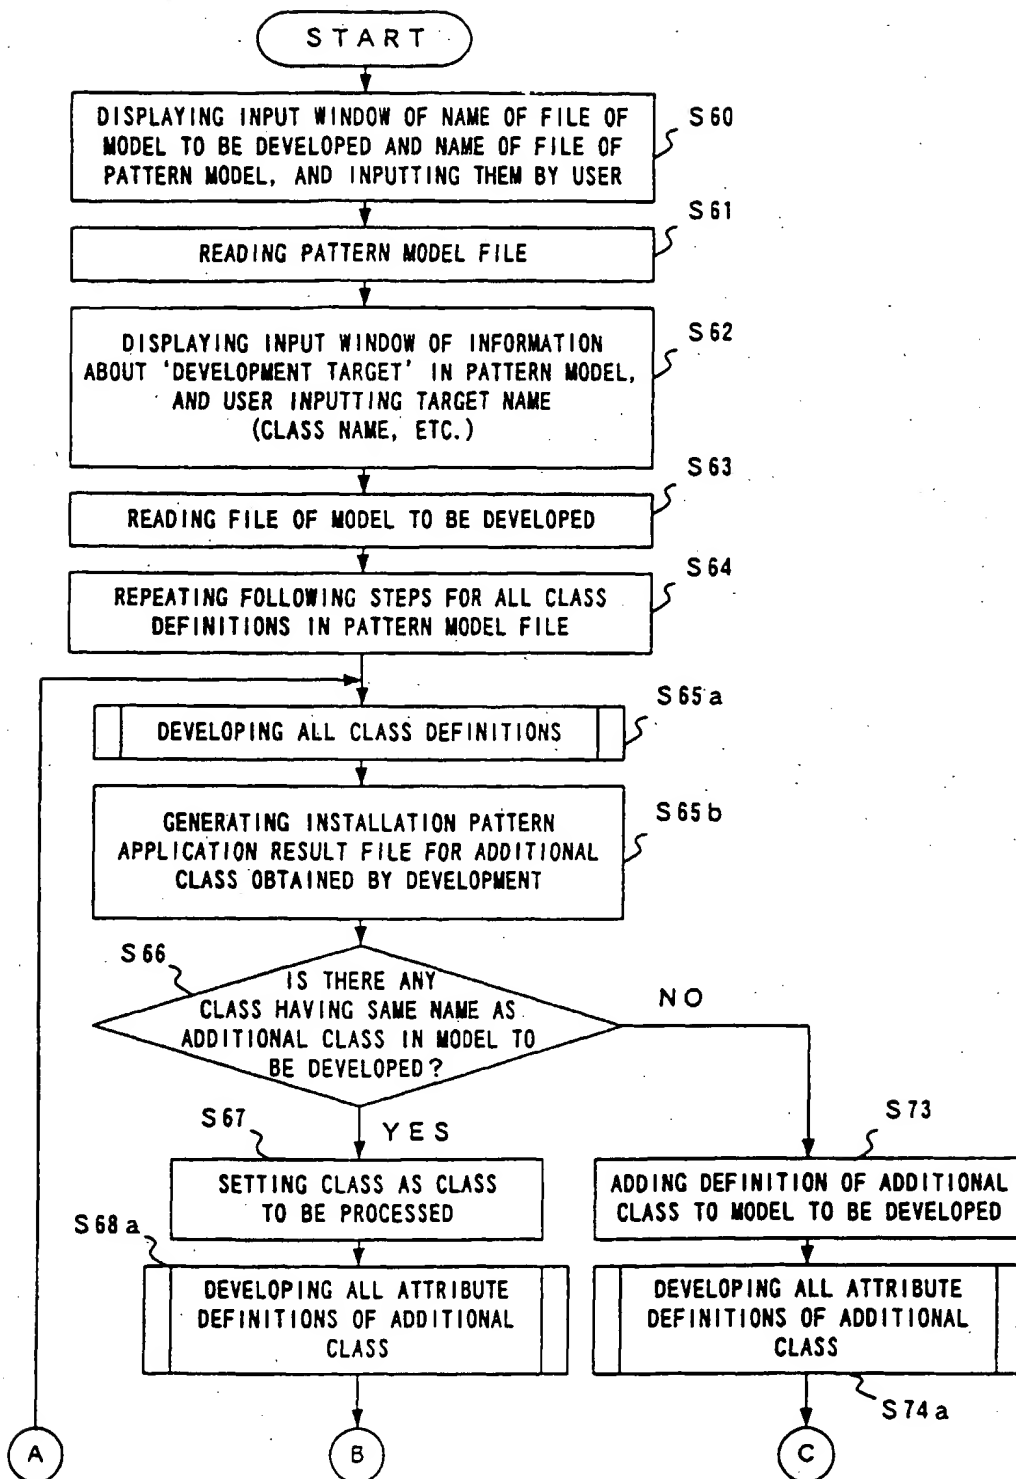 START
DISPLAYING INPUT WINDOW OF NAME OF FILE OF
MODEL TO BE DEVELOPED AND NAME OF FILE OF
PATTERN MODEL, AND INPUTTING THEM BY USER
S60
S61
READING PATTERN MODEL FILE
S62
DISPLAYING INPUT WINDOW OF INFORMATION
ABOUT 'DEVELOPMENT TARGET' IN PATTERN MODEL,
AND USER INPUTTING TARGET NAME
(CLASS NAME, ETC.)
S63
READING FILE OF MODEL TO BE DEVELOPED
S64
REPEATING FOLLOWING STEPS FOR ALL CLASS
DEFINITIONS IN PATTERN MODEL FILE
S65a
DEVELOPING ALL CLASS DEFINITIONS
S65b
GENERATING INSTALLATION PATTERN
APPLICATION RESULT FILE FOR ADDITIONAL
CLASS OBTAINED BY DEVELOPMENT
S66
IS THERE ANY
CLASS HAVING SAME NAME AS
ADDITIONAL CLASS IN MODEL TO
BE DEVELOPED?
NO
YES
S67
SETTING CLASS AS CLASS
TO BE PROCESSED
S73
ADDING DEFINITION OF ADDITIONAL
CLASS TO MODEL TO BE DEVELOPED
S68a
DEVELOPING ALL ATTRIBUTE
DEFINITIONS OF ADDITIONAL
CLASS
DEVELOPING ALL ATTRIBUTE
DEFINITIONS OF ADDITIONAL
CLASS
S74a
A
B
C